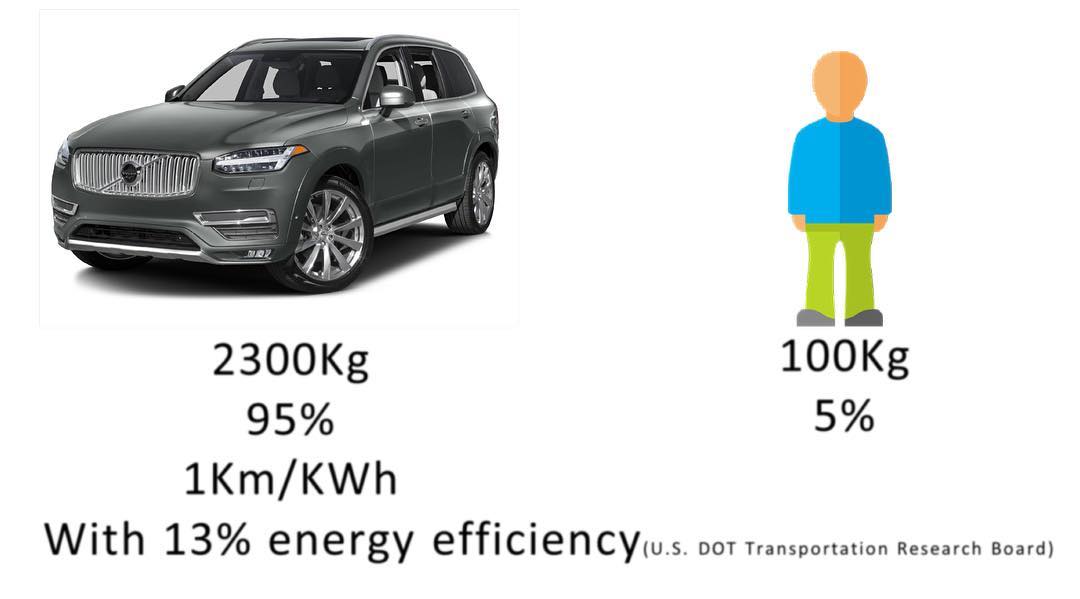 2300Kg
100Kg
95%
5%
1Km/KWh
With 13% energy efficiency(U.S. DOT Transportation Research Board)